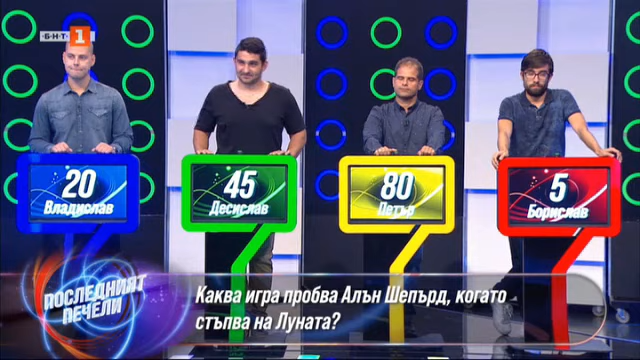 БНТ 1
20
Владислав
45
Десислав
80
Петър
5
Борислав
ПОСЛЕДНИЯТ
ПЕЧЕЛИ
Каква игра пробва Алън Шепърд, когато
стъпва на Луната?